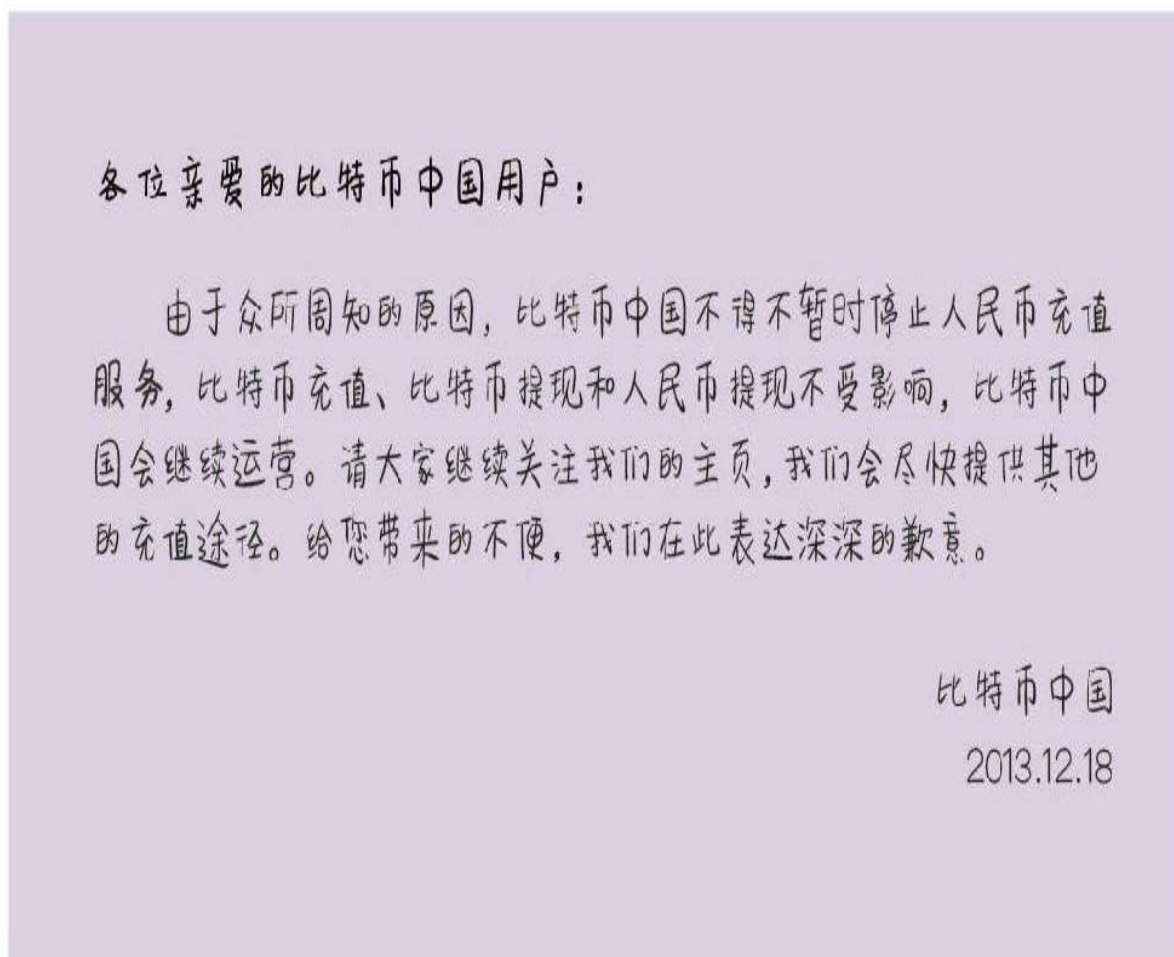 各位亲爱的比特币中国用户：
由于众所周知的原因，比特币中国不得不暂时停止人民币充值
服务，比特币充值、比特币提现和人民币提现不受影响，比特币中
国会继续运营。请大家继续关注我们的主页，我们会尽快提供其他
的充值途径。给您带来的不便，我们在此表达深深的歉意。
比特币中国
2013.12.18